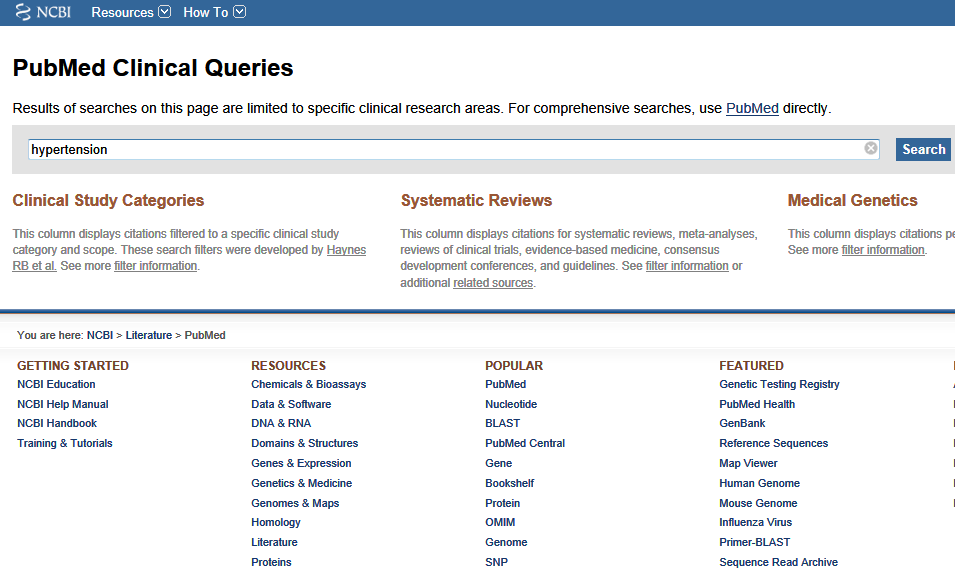 NCBI Resources How To
PubMed Clinical Queries
Results of searches on this page are limited to specific clinical research areas. For comprehensive searches, use PubMed directly.
hypertension
Search
Clinical Study Categories
This column displays citations filtered to a specific clinical study
category and scope. These search filters were developed by Haynes
RB et al. See more filter information.
Systematic Reviews
This column displays citations for systematic reviews, meta-analyses,
reviews of clinical trials, evidence-based medicine, consensus
development conferences, and guidelines. See filter information or
additional related sources.
Medical Genetics
This column displays citations pe
See more filter information.
You are here: NCBI > Literature > PubMed
GETTING STARTED
NCBI Education
NCBI Help Manual
NCBI Handbook
Training & Tutorials
RESOURCES
Chemicals & Bioassays
Data & Software
DNA & RNA
Domains & Structures
Genes & Expression
Genetics & Medicine
Genomes & Maps
Homology
Literature
Proteins
POPULAR
PubMed
Nucleotide
BLAST
PubMed Central
Gene
Bookshelf
Protein
OMIM
Genome
SNP
FEATURED
Genetic Testing Registry
PubMed Health
GenBank
Reference Sequences
Map Viewer
Human Genome
Mouse Genome
Influenza Virus
Primer-BLAST
Sequence Read Archive